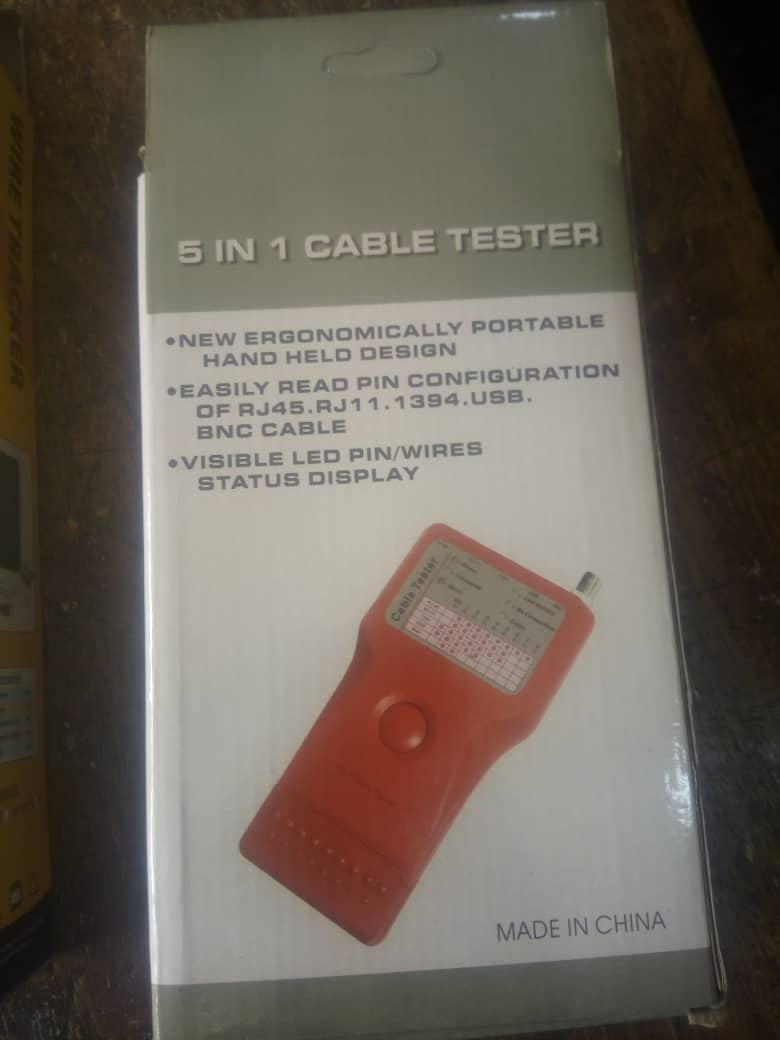 WIRE TRACKER
5 IN 1 CABLE TESTER
•NEW ERGONOMICALLY PORTABLE
HAND HELD DESIGN
•EASILY READ PIN CONFIGURATION
OF RJ45.RJ11.1394.USB.
BNC CABLE
•VISIBLE LED PIN/WIRES
STATUS DISPLAY
Cable Tester
MADE IN CHINA